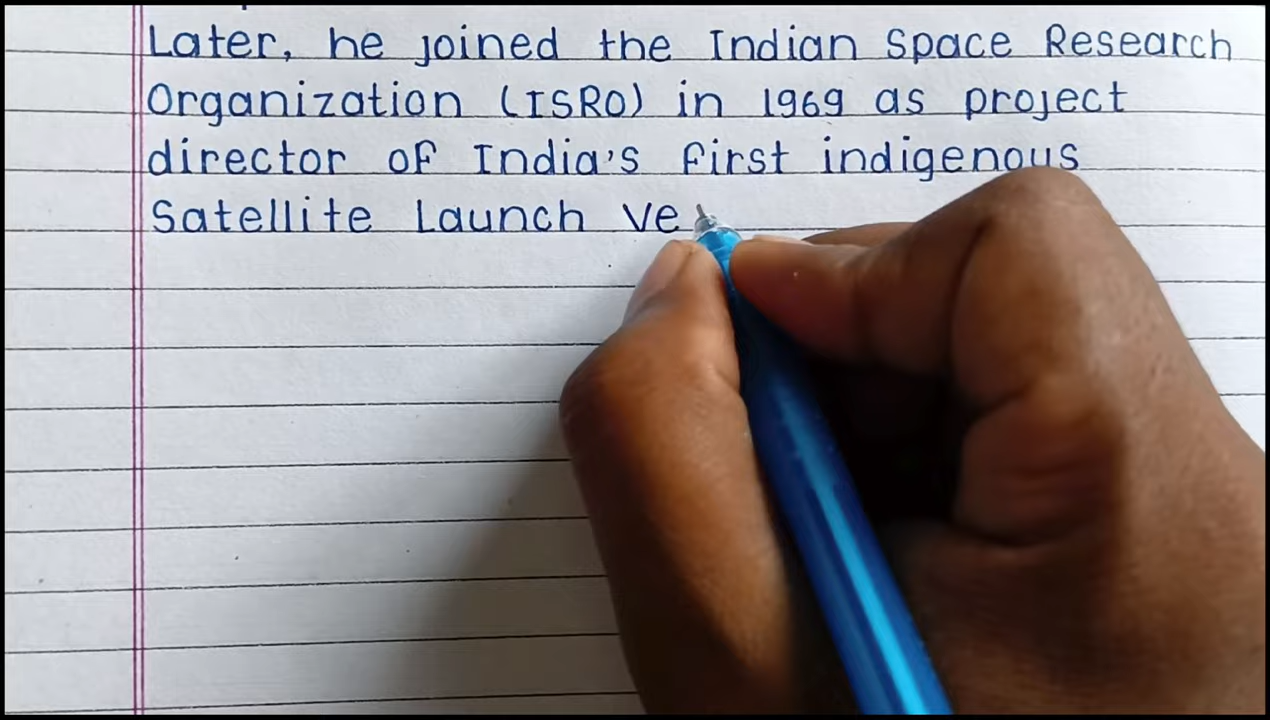 Later, he joined the Indian Space Research
Organization (ISRO) in 1969 as project
director of India's first indigenous
Satellite Launch Ve